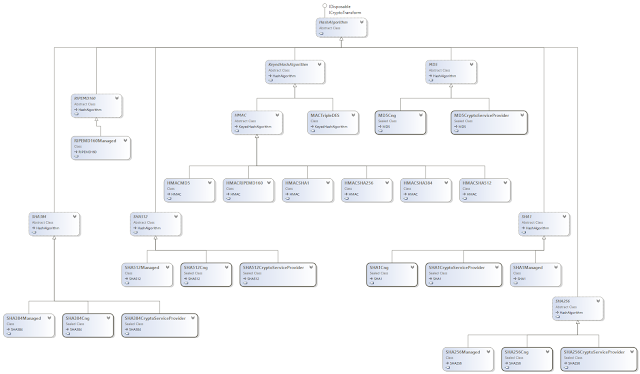 IDisposable
ICryptoTransform
HashAlgorithm
Abstract Class
KeyedHashAlgorithm
Abstract Class
HashAlgorithm
MD5
Abstract Class
HashAlgorithm
RIPEMD160
Abstract Class
HashAlgorithm
RIPEMD160Managed
Class
RIPEMD160
HMAC
Abstract Class
KeyedHashAlgorithm
MACTripleDES
Class
KeyedHashAlgorithm
MD5Cng
Sealed Class
MD5
MD5CryptoServiceProvider
Sealed Class
MD5
HMACMD5
Class
HMAC
HMACRIPEMD160
Class
HMAC
HMACSHA1
Class
HMAC
HMACSHA256
Class
HMAC
HMACSHA384
Class
HMAC
HMACSHA512
Class
HMAC
SHA384
Abstract Class
HashAlgorithm
SHA512
Abstract Class
HashAlgorithm
SHA1
Abstract Class
HashAlgorithm
SHA512Managed
Class
SHA512
SHA512Cng
Sealed Class
SHA512
SHA512CryptoServiceProvider
Sealed Class
SHA512
SHA1Cng
Sealed Class
SHA1
SHA1CryptoServiceProvider
Sealed Class
SHA1
SHA1Managed
Class
SHA1
SHA256
Abstract Class
HashAlgorithm
SHA384Managed
Class
SHA384
SHA384Cng
Sealed Class
SHA384
SHA384CryptoServiceProvider
Sealed Class
SHA384
SHA256Managed
Class
SHA256
SHA256Cng
Sealed Class
SHA256
SHA256CryptoServiceProvider
Sealed Class
SHA256